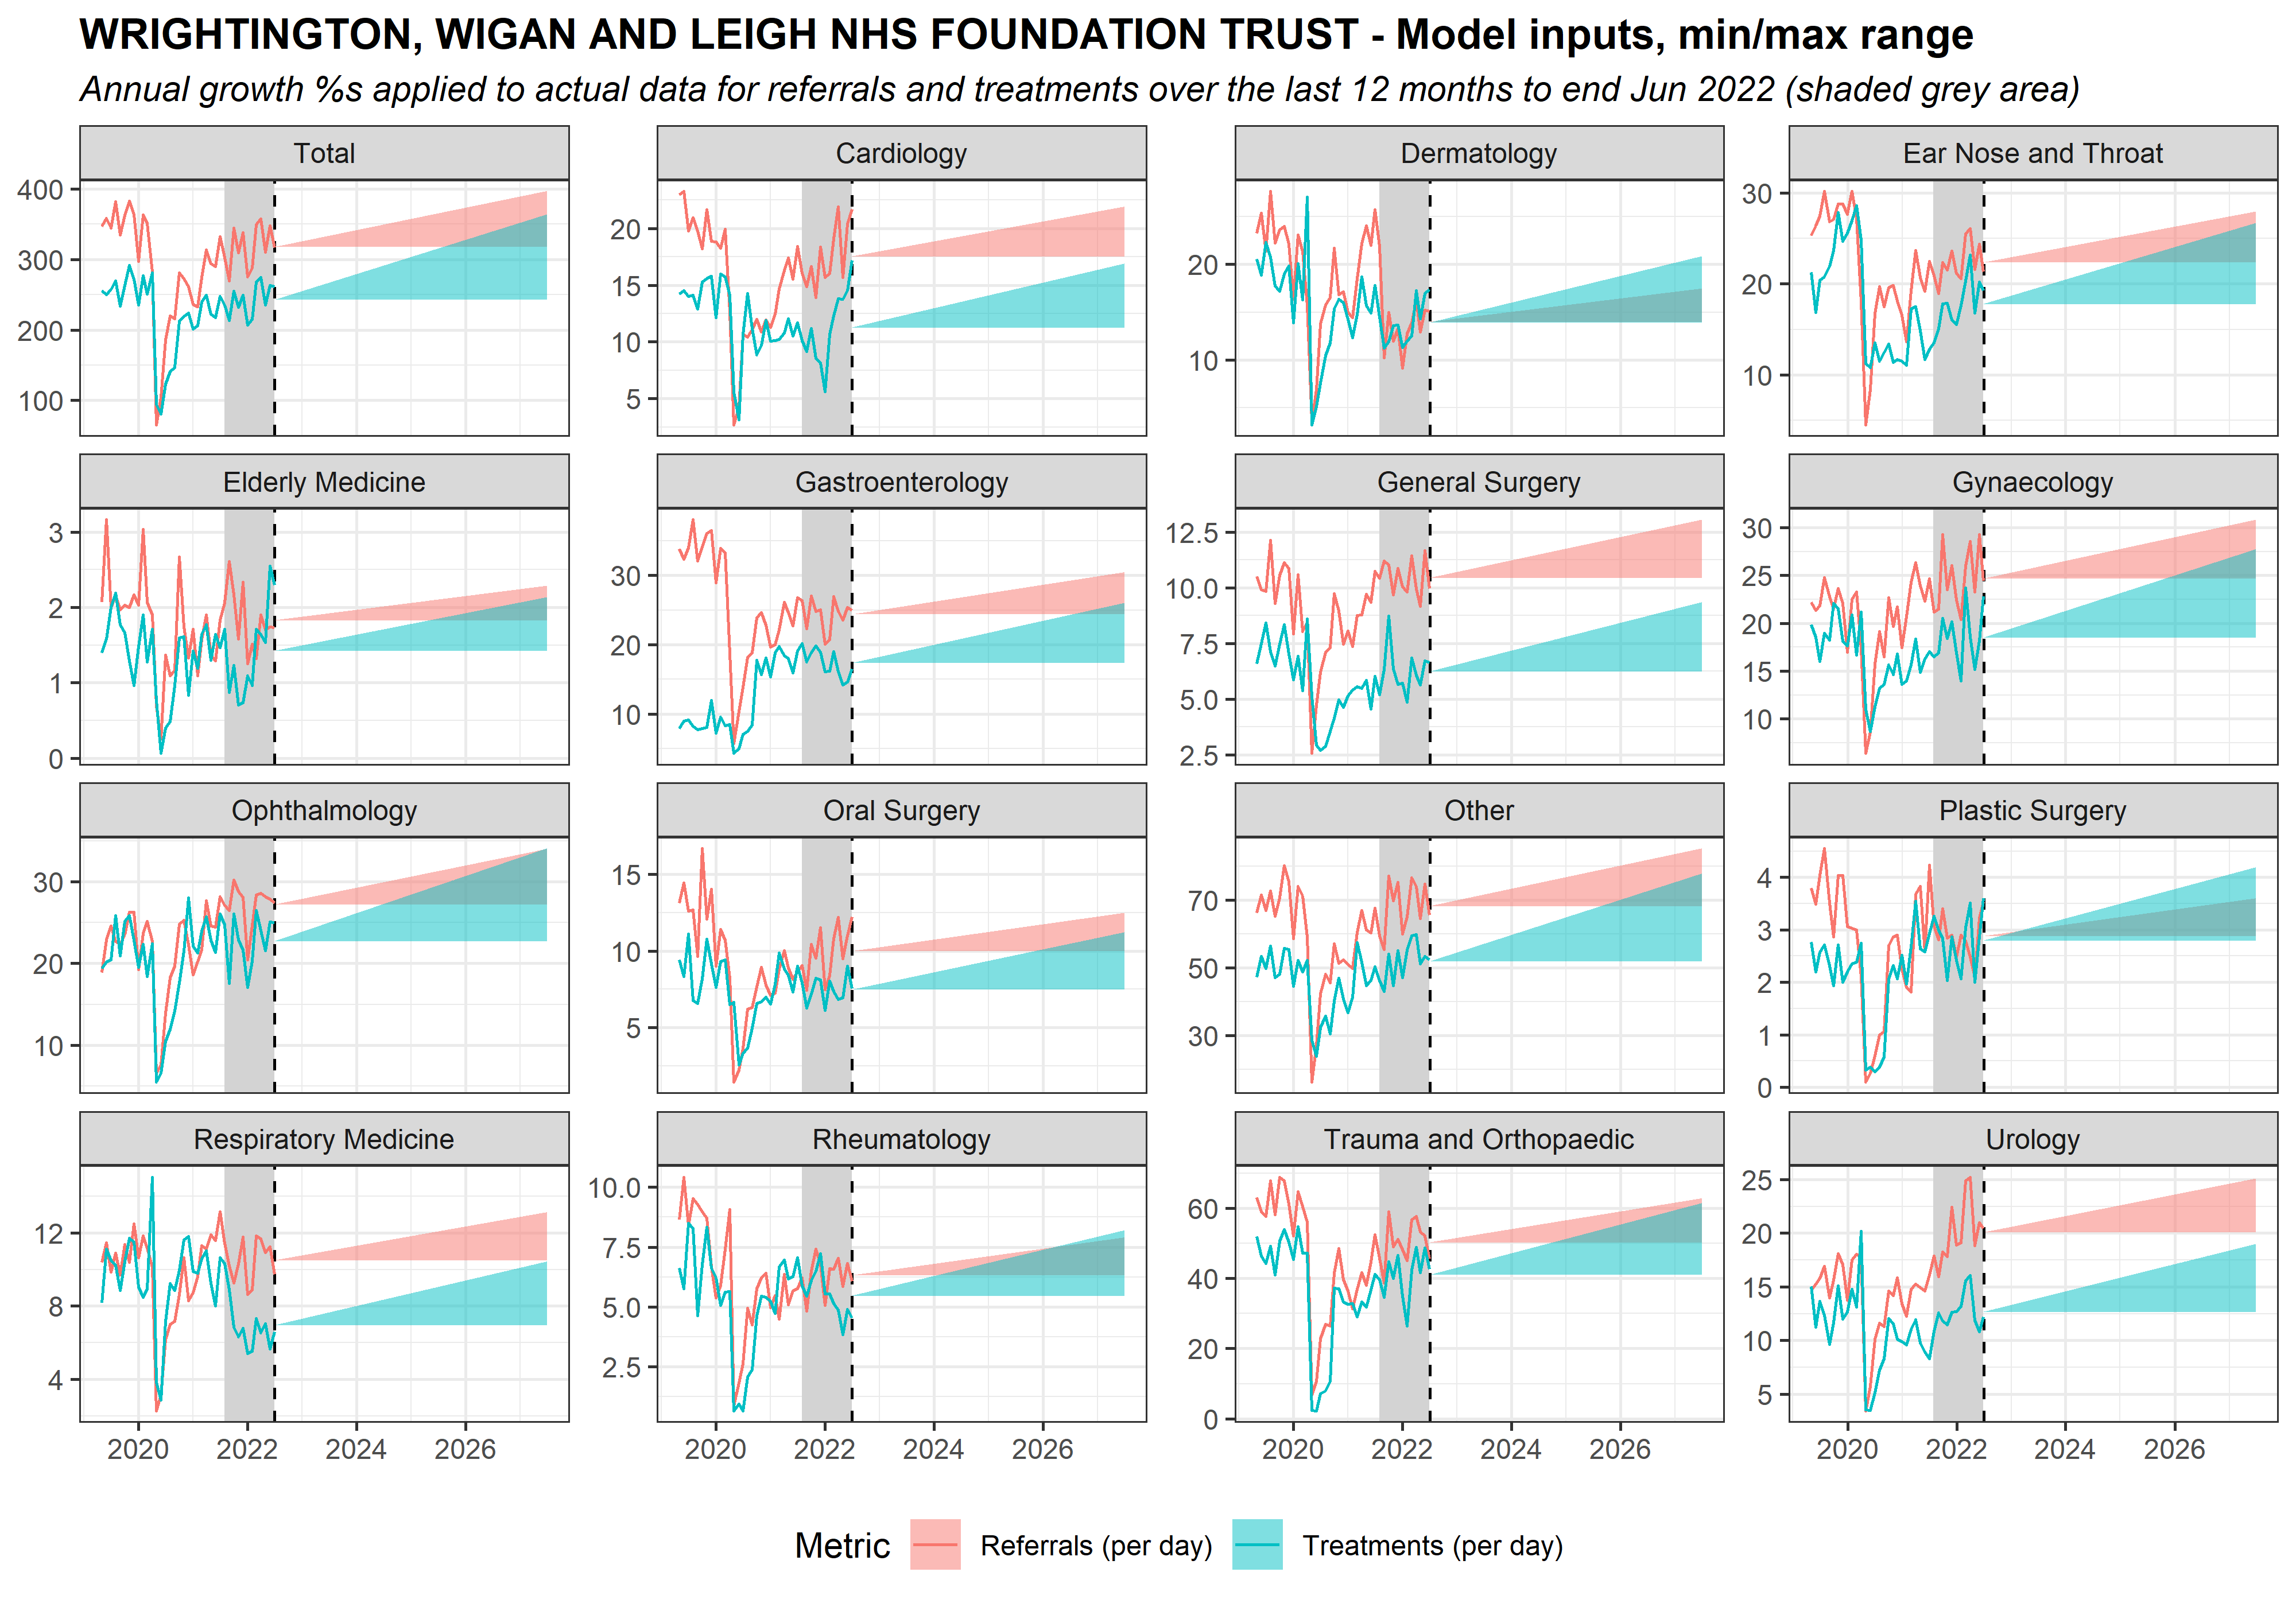 WRIGHTINGTON, WIGAN AND LEIGH NHS FOUNDATION TRUST - Model inputs, min/max range
Annual growth %s applied to actual data for referrals and treatments over the last 12 months to end Jun 2022 (shaded grey area)
Total
400
300
200
100
Cardiology
20
15
10
5
Dermatology
20
10
Ear Nose and Throat
30
20
10
Elderly Medicine
3
2
1
0
Gastroenterology
30
20
10
General Surgery
12.5
10.0
7.5
5.0
2.5
Gynaecology
30
25
20
15
10
Ophthalmology
30
20
10
Oral Surgery
15
10
5
Other
70
50
30
Plastic Surgery
4
3
2
1
0
Respiratory Medicine
12
8
4
2020 2022 2024 2026
Rheumatology
10.0
7.5
5.0
2.5
2020 2022 2024 2026
Trauma and Orthopaedic
60
40
20
0
2020 2022 2024 2026
Urology
25
20
15
10
5
2020 2022 2024 2026
Metric Referrals (per day) Treatments (per day)